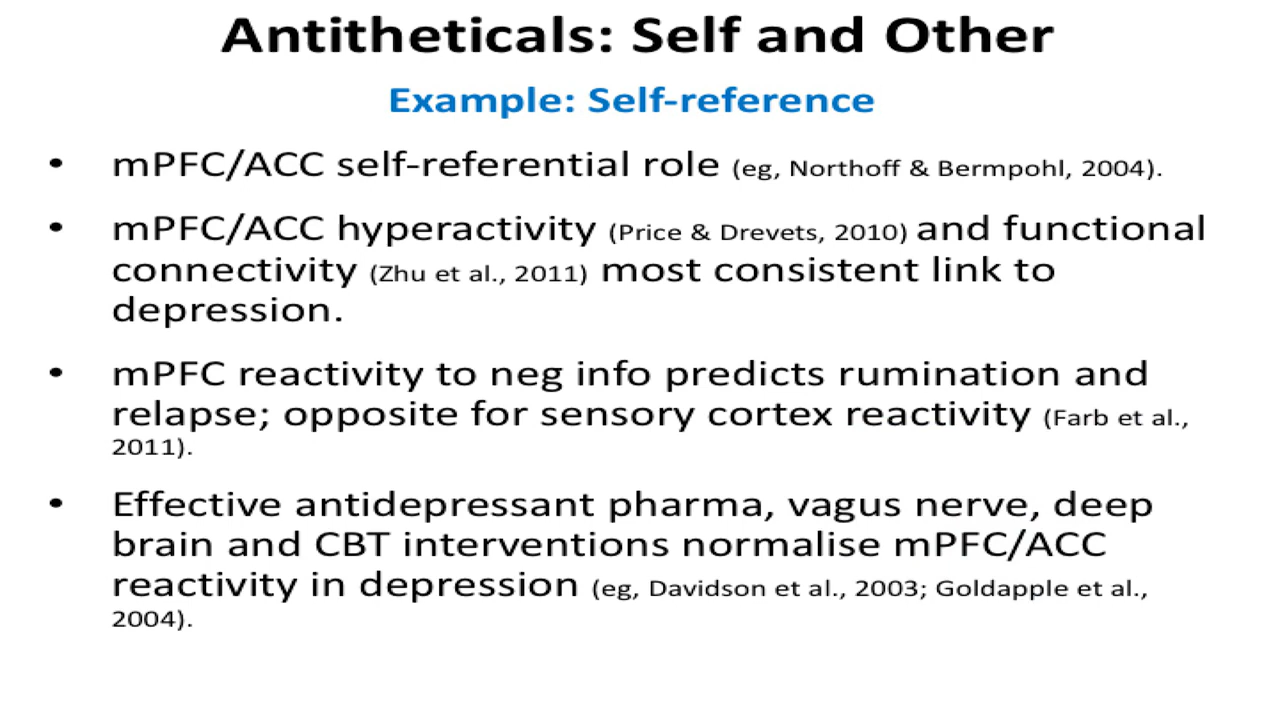 Antitheticals: Self and Other
Example: Self-reference
• mPFC/ACC self-referential role (eg, Northoff & Bermpohl, 2004).
• mPFC/ACC hyperactivity (Price & Drevets, 2010) and functional
connectivity (Zhu et al., 2011) most consistent link to
depression.
• mPFC reactivity to neg info predicts rumination and
relapse; opposite for sensory cortex reactivity (Farb et al.,
2011).
• Effective antidepressant pharma, vagus nerve, deep
brain and CBT interventions normalise mPFC/ACC
reactivity in depression (eg, Davidson et al., 2003; Goldapple et al.,
2004).